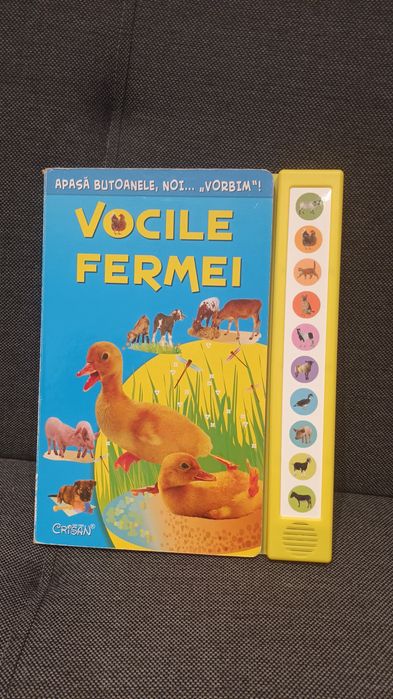 APASĂ BUTOANELE, NOI... „VORBIM"!
VOCILE
FERMEI
CRIȘAN®